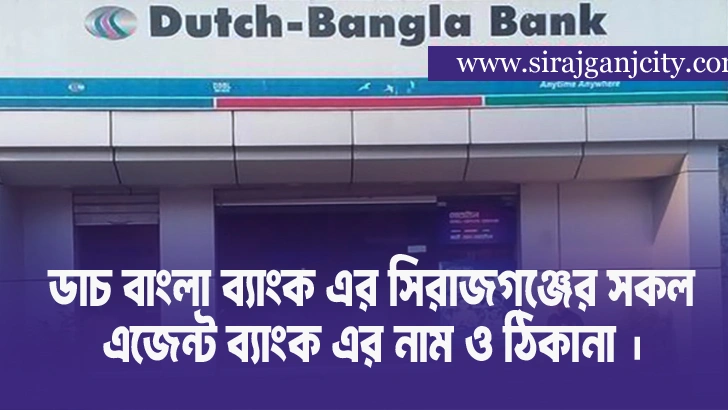 Dutch-Bangla Bank
www.sirajganjcity.com
Anytime Anywhere
ডাচ বাংলা ব্যাংক এর সিরাজগঞ্জের সকল
এজেন্ট ব্যাংক এর নাম ও ঠিকানা ।